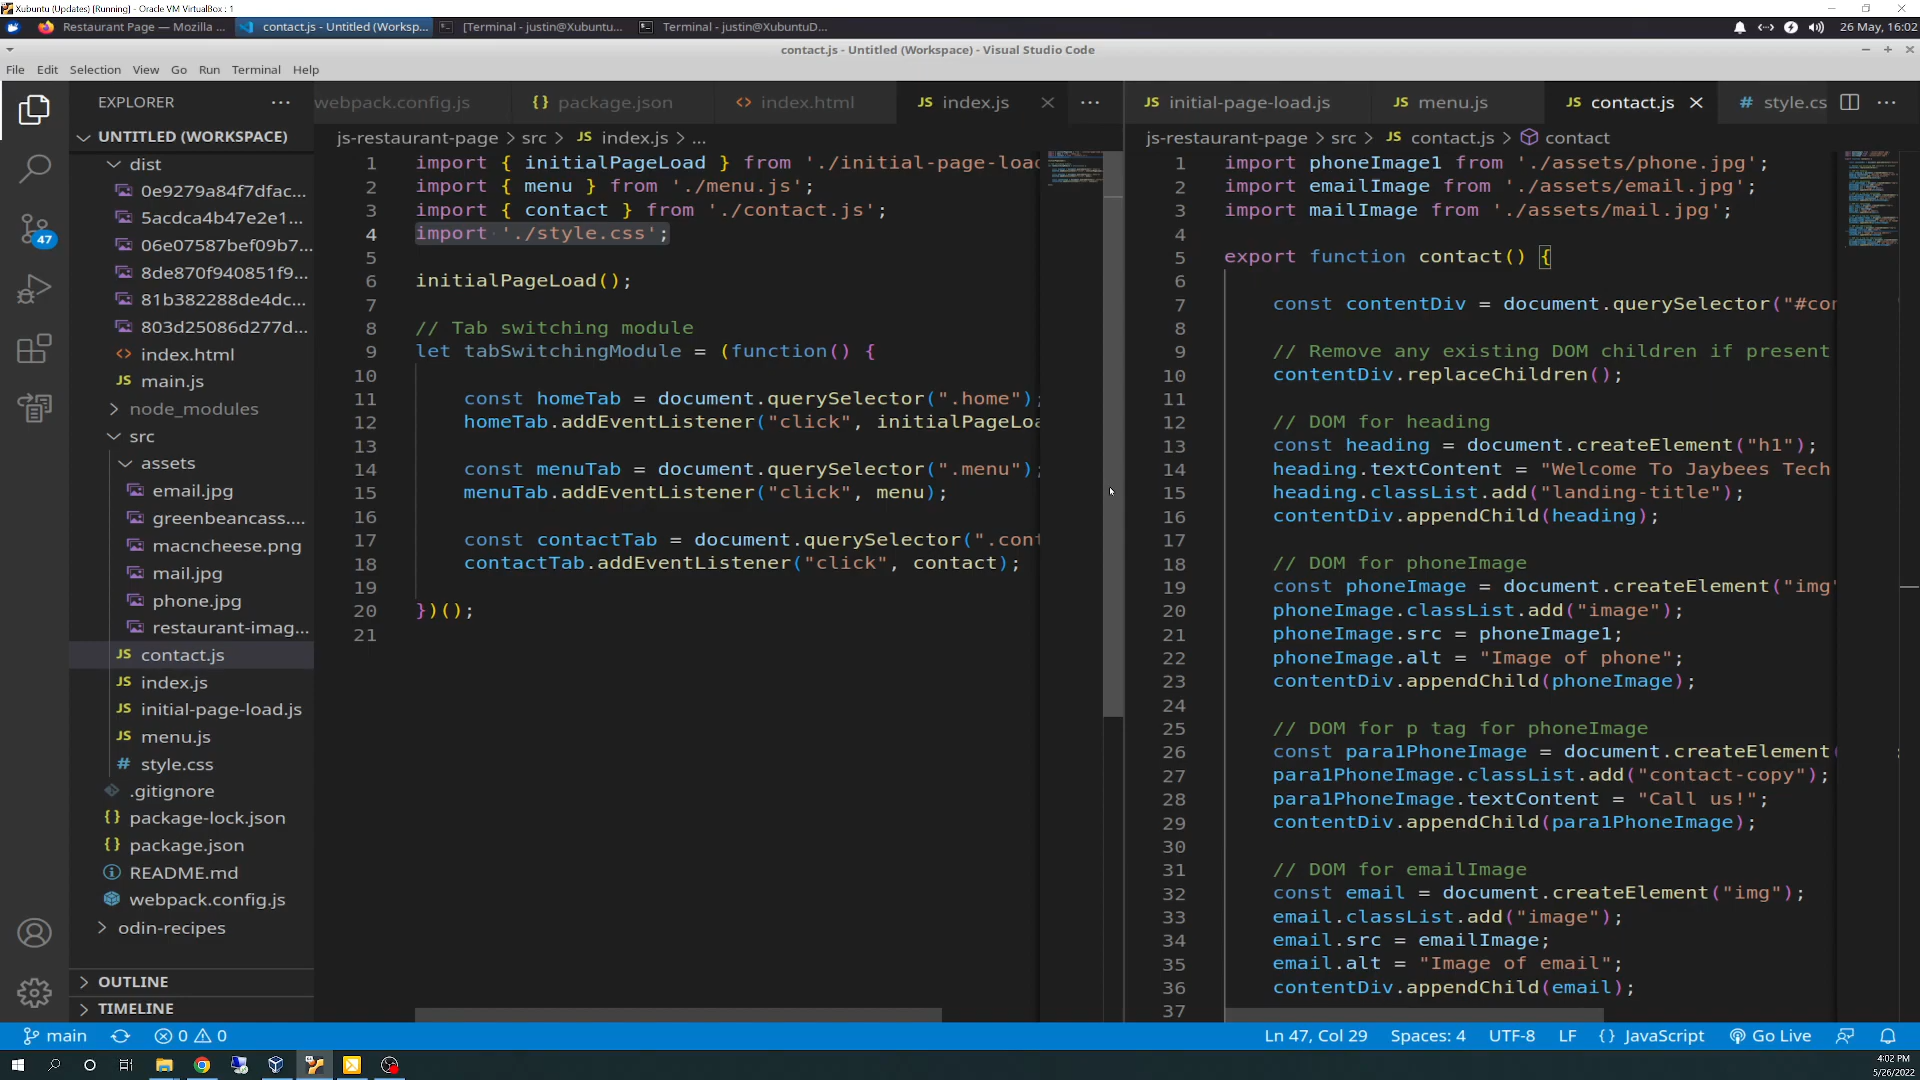 Xubuntu (Updates) [Running] - Oracle VM VirtualBox : 1
Restaurant Page — Mozilla ...
contact.js - Untitled (Worksp...
[Terminal - justin@Xubuntu...
Terminal - justin@XubuntuD...
26 May, 16:02
contact.js - Untitled (Workspace) - Visual Studio Code
File Edit Selection View Go Run Terminal Help
EXPLORER
webpack.config.js
package.json
index.html
JS index.js
JS initial-page-load.js
JS menu.js
JS contact.js
# style.cs
UNTITLED (WORKSPACE)
js-restaurant-page > src > JS index.js > ...
js-restaurant-page > src > JS contact.js > contact
dist
0e9279a84f7dfac...
5acdca4b47e2e1...
06e07587bef09b7...
8de870f940851f9...
81b382288de4dc...
803d25086d277d...
index.html
JS main.js
node_modules
src
assets
email.jpg
greenbeancass....
macncheese.png
mail.jpg
phone.jpg
restaurant-imag...
JS contact.js
JS index.js
JS initial-page-load.js
JS menu.js
# style.css
.gitignore
package-lock.json
package.json
README.md
webpack.config.js
odin-recipes
OUTLINE
TIMELINE
47
1 import { initialPageLoad } from './initial-page-load
2 import { menu } from './menu.js';
3 import { contact } from './contact.js';
4 import './style.css';
5
6 initialPageLoad();
7
8 // Tab switching module
9 let tabSwitchingModule = (function() {
10
11 const homeTab = document.querySelector(".home");
12 homeTab.addEventListener("click", initialPageLoa
13
14 const menuTab = document.querySelector(".menu");
15 menuTab.addEventListener("click", menu);
16
17 const contactTab = document.querySelector(".cont
18 contactTab.addEventListener("click", contact);
19
20 })();
21
1 import phoneImage1 from './assets/phone.jpg';
2 import emailImage from './assets/email.jpg';
3 import mailImage from './assets/mail.jpg';
4
5 export function contact() {
6
7 const contentDiv = document.querySelector("#con
8
9 // Remove any existing DOM children if present
10 contentDiv.replaceChildren();
11
12 // DOM for heading
13 const heading = document.createElement("h1");
14 heading.textContent = "Welcome To Jaybees Tech
15 heading.classList.add("landing-title");
16 contentDiv.appendChild(heading);
17
18 // DOM for phoneImage
19 const phoneImage = document.createElement("img"
20 phoneImage.classList.add("image");
21 phoneImage.src = phoneImage1;
22 phoneImage.alt = "Image of phone";
23 contentDiv.appendChild(phoneImage);
24
25 // DOM for p tag for phoneImage
26 const para1PhoneImage = document.createElement(
27 para1PhoneImage.classList.add("contact-copy");
28 para1PhoneImage.textContent = "Call us!";
29 contentDiv.appendChild(para1PhoneImage);
30
31 // DOM for emailImage
32 const email = document.createElement("img");
33 email.classList.add("image");
34 email.src = emailImage;
35 email.alt = "Image of email";
36 contentDiv.appendChild(email);
37
main
0 0
Ln 47, Col 29
Spaces: 4
UTF-8
LF
{} JavaScript
Go Live
4:02 PM
5/26/2022